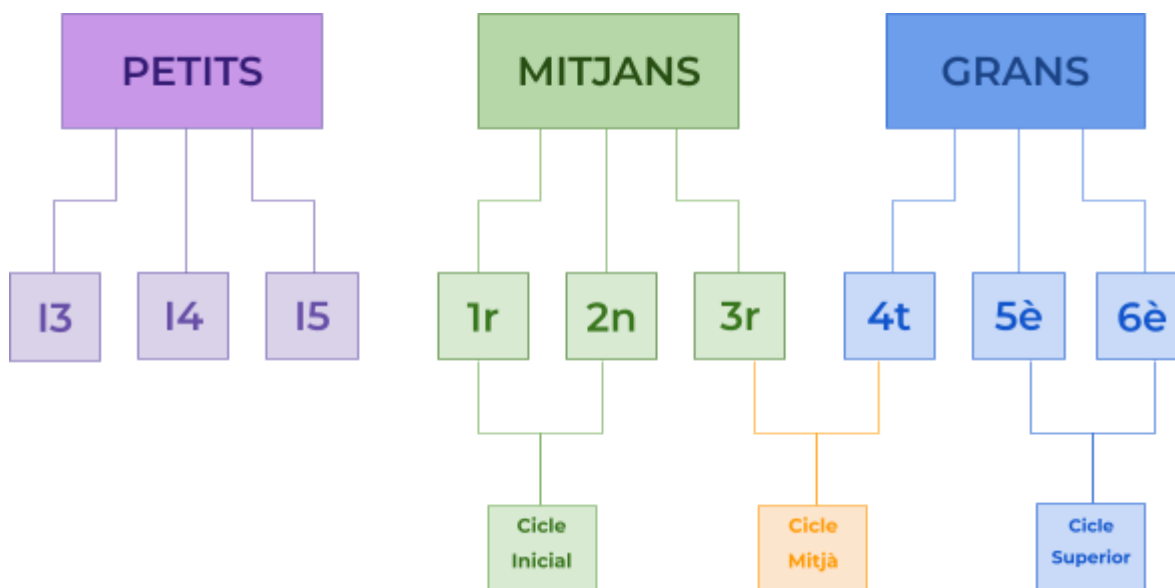 PETITS
MITJANS
GRANS
I3
I4
I5
1r
2n
3r
4t
5è
6è
Cicle
Inicial
Cicle
Mitjà
Cicle
Superior